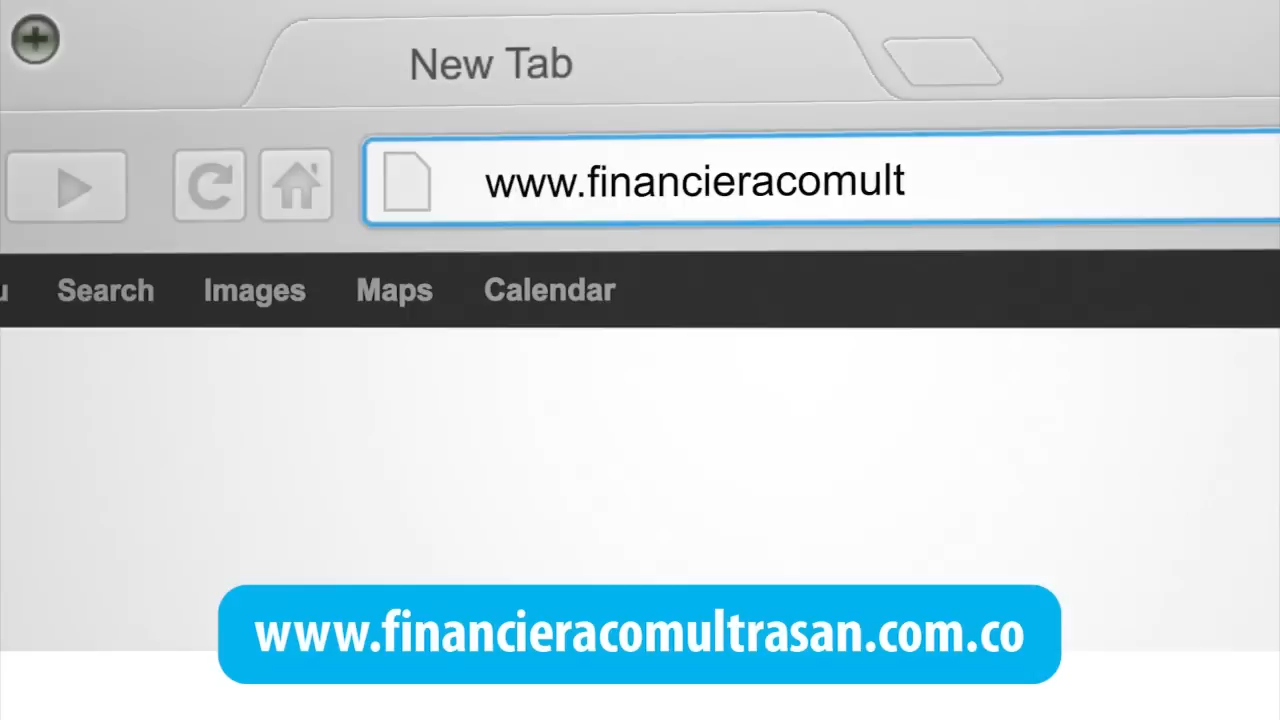 New Tab
www.financieracomult
Search Images Maps Calendar
www.financieracomultrasan.com.co